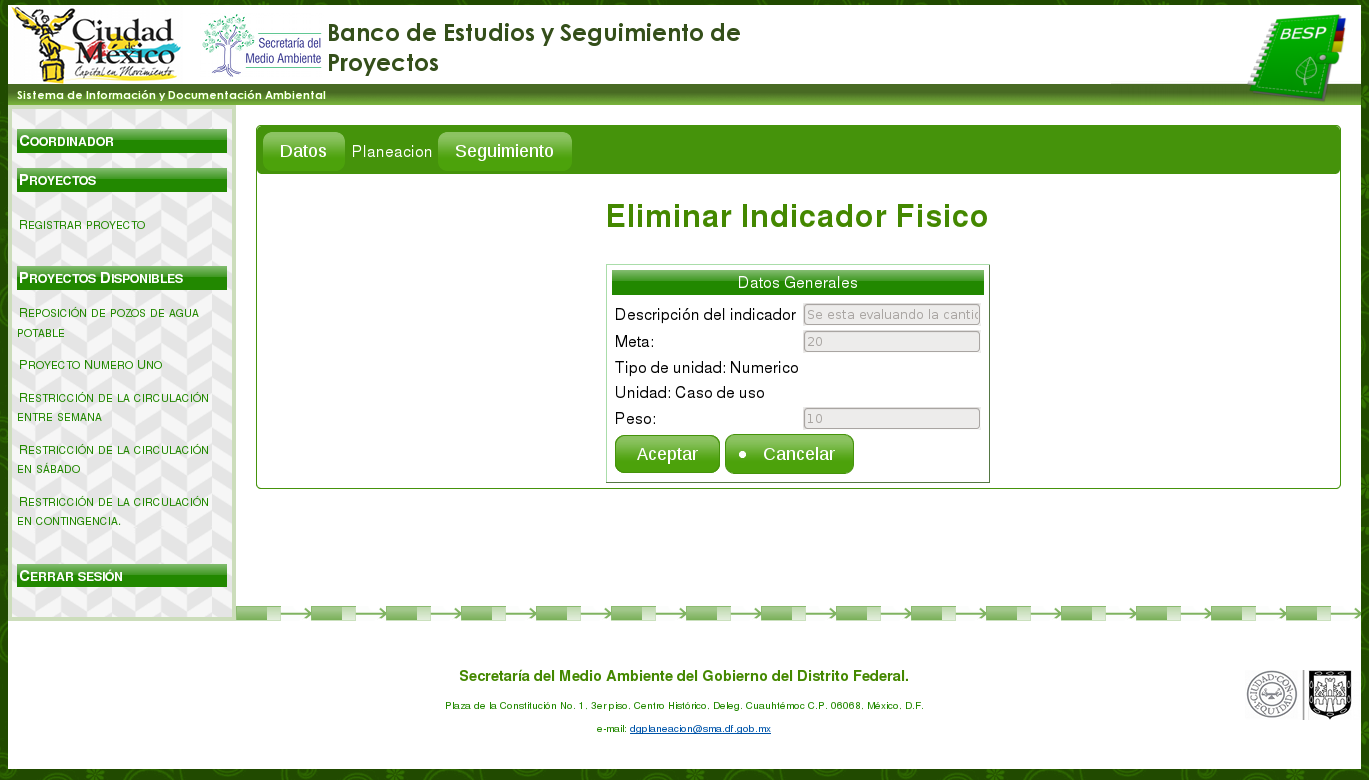 Ciudad
de
México
Capital en Movimiento
Secretaría del
Medio Ambiente
Banco de Estudios y Seguimiento de
Proyectos
BESP
Sistema de Información y Documentación Ambiental
Coordinador
Proyectos
Registrar proyecto
Proyectos Disponibles
Reposición de pozos de agua
potable
Proyecto Numero Uno
Restricción de la circulación
entre semana
Restricción de la circulación
en sábado
Restricción de la circulación
en contingencia.
Cerrar sesión
Datos Planeacion Seguimiento
Eliminar Indicador Fisico
Datos Generales
Descripción del indicador Se esta evaluando la cantid
Meta: 20
Tipo de unidad: Numerico
Unidad: Caso de uso
Peso: 10
Aceptar Cancelar
Secretaría del Medio Ambiente del Gobierno del Distrito Federal.
Plaza de la Constitución No. 1. 3er piso. Centro Histórico. Deleg. Cuauhtémoc C.P. 06068. México. D.F.
e-mail: dgplaneacion@sma.df.gob.mx
CIUDAD CON
EQUIDAD